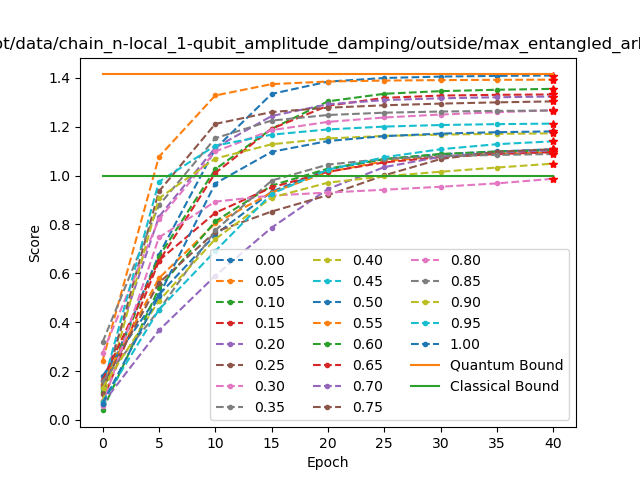 ot/data/chain_n-local_1-qubit_amplitude_damping/outside/max_entangled_arl
Score
1.4
1.2
1.0
0.8
0.6
0.4
0.2
0.0
0 5 10 15 20 25 30 35 40
Epoch
0.00 0.40 0.80
0.05 0.45 0.85
0.10 0.50 0.90
0.15 0.55 0.95
0.20 0.60 1.00
0.25 0.65 Quantum Bound
0.30 0.70 Classical Bound
0.35 0.75